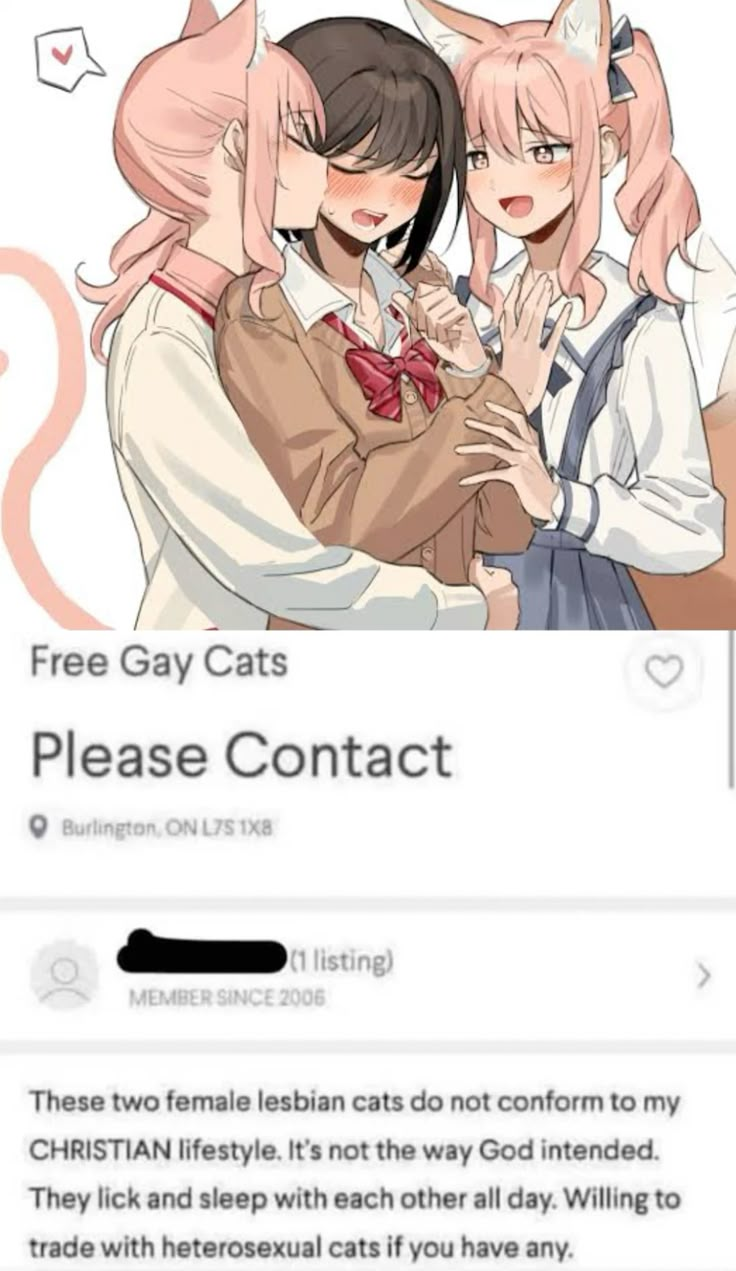 Free Gay Cats
Please Contact
Burlington, ON L7S 1X8
(1 listing)
MEMBER SINCE 2006
These two female lesbian cats do not conform to my
CHRISTIAN lifestyle. It's not the way God intended.
They lick and sleep with each other all day. Willing to
trade with heterosexual cats if you have any.